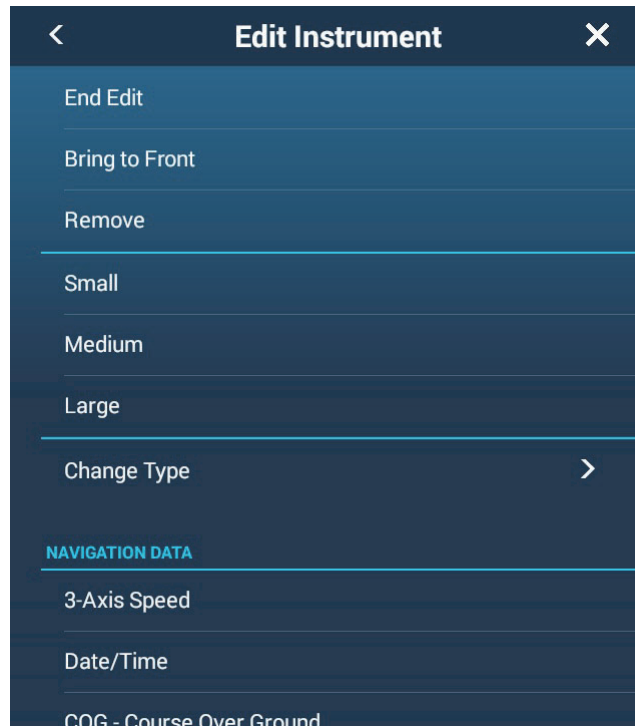 Edit Instrument
End Edit
Bring to Front
Remove
Small
Medium
Large
Change Type
NAVIGATION DATA
3-Axis Speed
Date/Time
COG - Course Over Ground